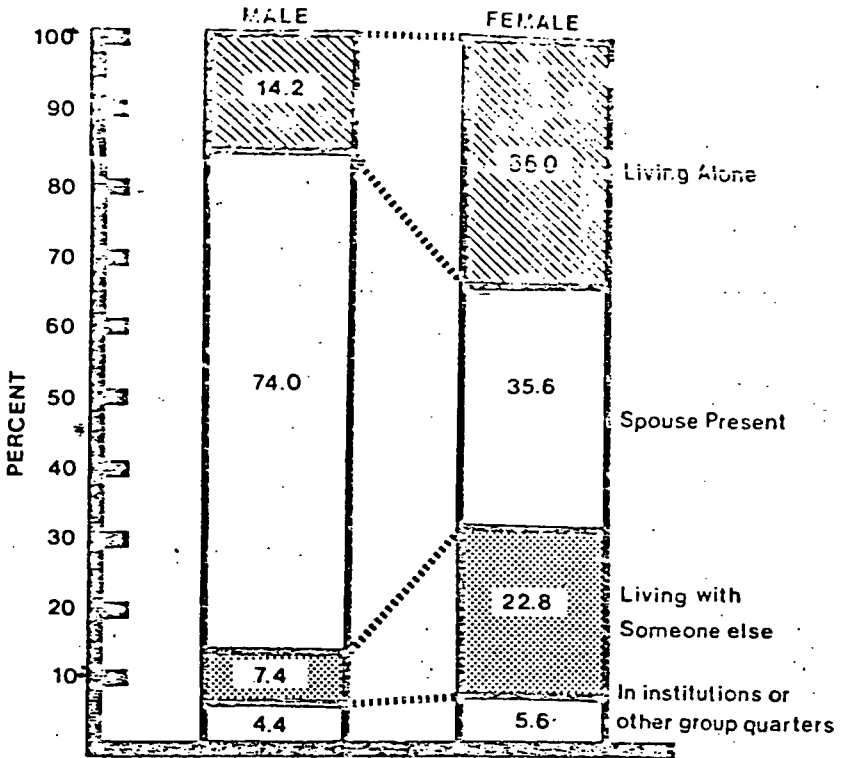 MALE
FEMALE
PERCENT
100
90
80
70
60
50
40
30
20
10
14.2
74.0
7.4
4.4
36.0
35.6
22.8
5.6
Living Alone
Spouse Present
Living with
Someone else
In institutions or
other group quarters